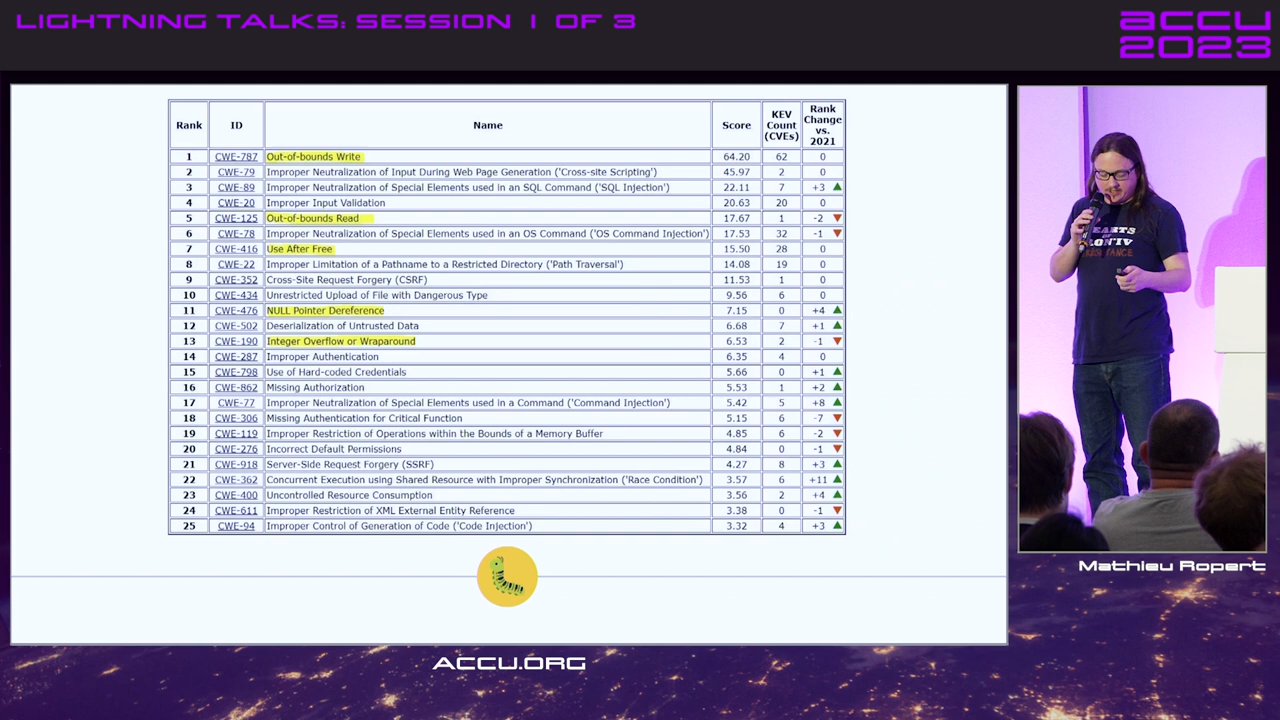 LIGHTNING TALKS: SESSION 1 OF 3
accu
2023
Rank ID Name Score KEV Count (CVEs) Rank Change vs. 2021
1 CWE-787 Out-of-bounds Write 64.20 62 0
2 CWE-79 Improper Neutralization of Input During Web Page Generation ('Cross-site Scripting') 45.97 2 0
3 CWE-89 Improper Neutralization of Special Elements used in an SQL Command ('SQL Injection') 22.11 7 +3 ▲
4 CWE-20 Improper Input Validation 20.63 20 0
5 CWE-125 Out-of-bounds Read 17.67 1 -2 ▼
6 CWE-78 Improper Neutralization of Special Elements used in an OS Command ('OS Command Injection') 17.53 32 -1 ▼
7 CWE-416 Use After Free 15.50 28 0
8 CWE-22 Improper Limitation of a Pathname to a Restricted Directory ('Path Traversal') 14.08 19 0
9 CWE-352 Cross-Site Request Forgery (CSRF) 11.53 1 0
10 CWE-434 Unrestricted Upload of File with Dangerous Type 9.56 6 0
11 CWE-476 NULL Pointer Dereference 7.15 0 +4 ▲
12 CWE-502 Deserialization of Untrusted Data 6.68 7 +1 ▲
13 CWE-190 Integer Overflow or Wraparound 6.53 2 -1 ▼
14 CWE-287 Improper Authentication 6.35 4 0
15 CWE-798 Use of Hard-coded Credentials 5.66 0 +1 ▲
16 CWE-862 Missing Authorization 5.53 1 +2 ▲
17 CWE-77 Improper Neutralization of Special Elements used in a Command ('Command Injection') 5.42 5 +8 ▲
18 CWE-306 Missing Authentication for Critical Function 5.15 6 -7 ▼
19 CWE-119 Improper Restriction of Operations within the Bounds of a Memory Buffer 4.85 6 -2 ▼
20 CWE-276 Incorrect Default Permissions 4.84 0 -1 ▼
21 CWE-918 Server-Side Request Forgery (SSRF) 4.27 8 +3 ▲
22 CWE-362 Concurrent Execution using Shared Resource with Improper Synchronization ('Race Condition') 3.57 6 +11 ▲
23 CWE-400 Uncontrolled Resource Consumption 3.56 2 +4 ▲
24 CWE-611 Improper Restriction of XML External Entity Reference 3.38 0 -1 ▼
25 CWE-94 Improper Control of Generation of Code ('Code Injection') 3.32 4 +3 ▲
Mathieu Ropert
ACCU.ORG